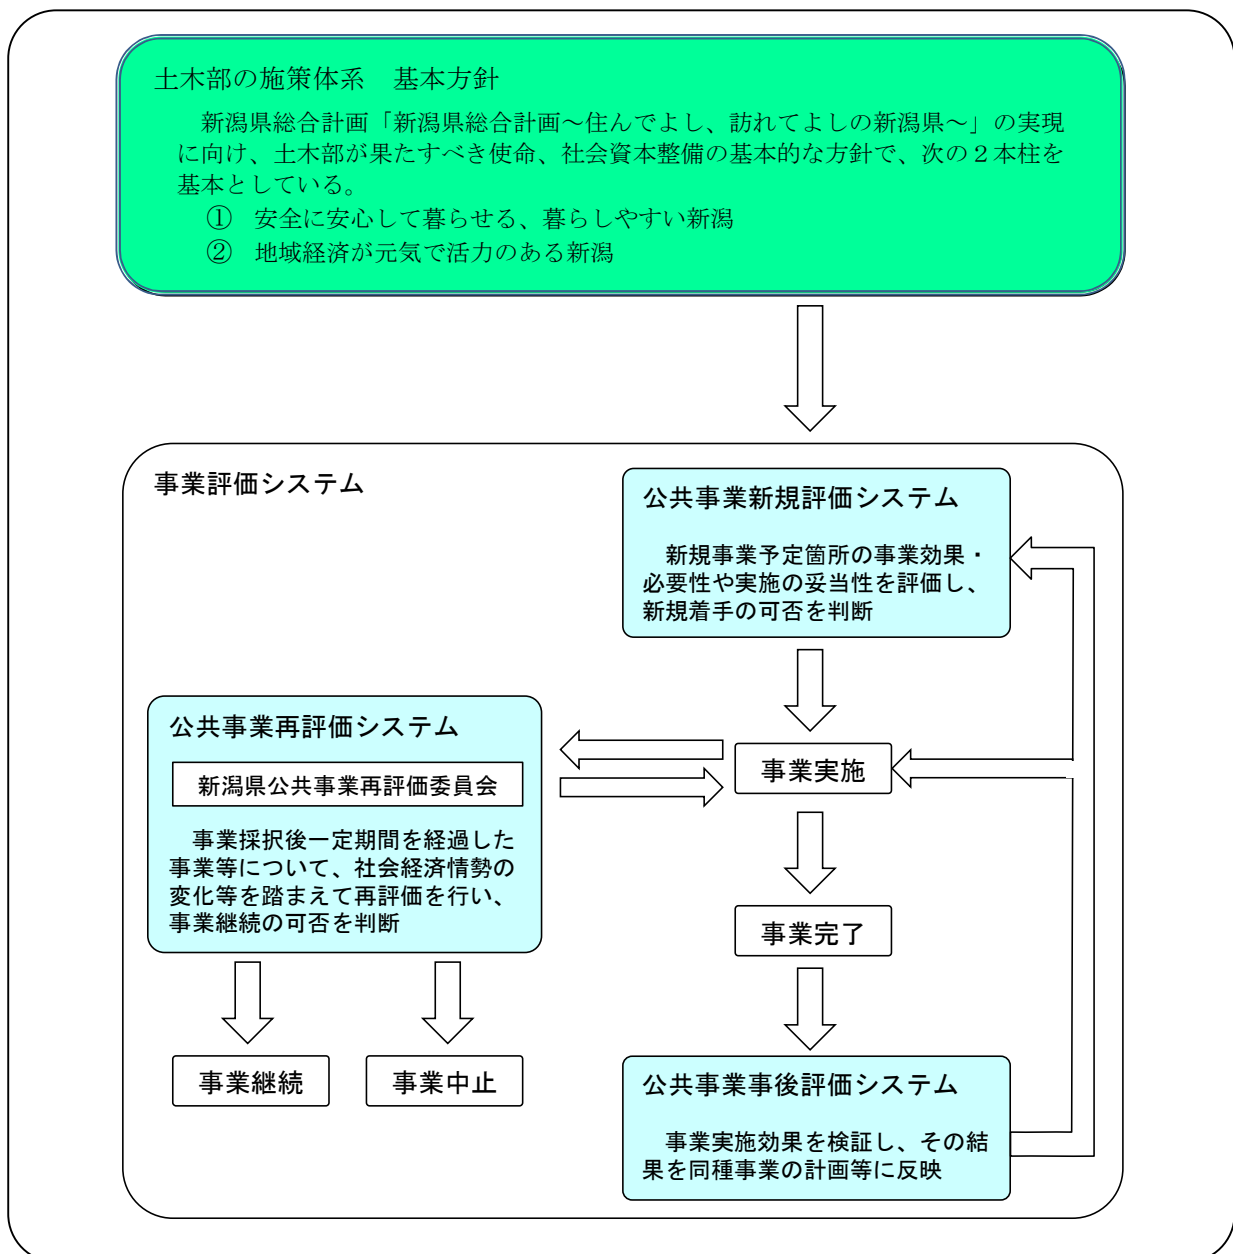 土木部の施策体系　基本方針
新潟県総合計画「新潟県総合計画～住んでよし、訪れてよしの新潟県～」の実現
に向け、土木部が果たすべき使命、社会資本整備の基本的な方針で、次の２本柱を
基本としている。
①　安全に安心して暮らせる、暮らしやすい新潟
②　地域経済が元気で活力のある新潟
事業評価システム
公共事業新規評価システム
新規事業予定箇所の事業効果・
必要性や実施の妥当性を評価し、
新規着手の可否を判断
公共事業再評価システム
新潟県公共事業再評価委員会
事業採択後一定期間を経過した
事業等について、社会経済情勢の
変化等を踏まえて再評価を行い、
事業継続の可否を判断
事業実施
事業完了
事業継続
事業中止
公共事業事後評価システム
事業実施効果を検証し、その結
果を同種事業の計画等に反映